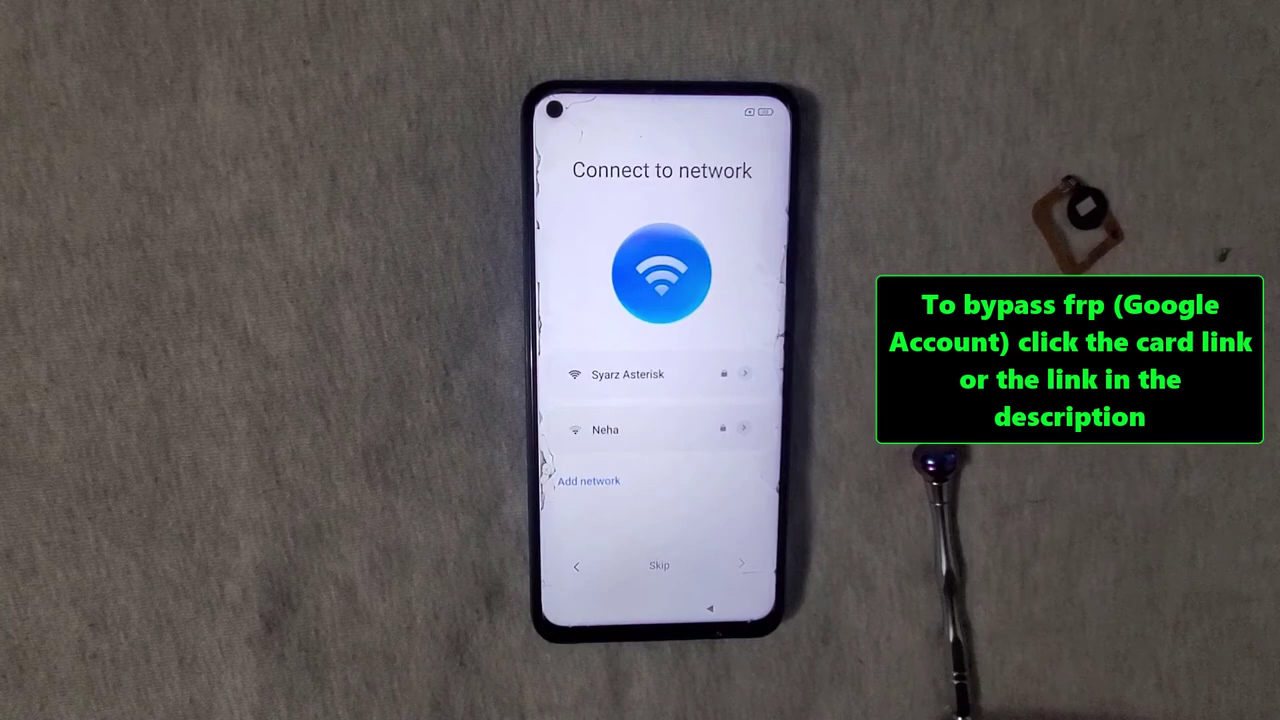 Connect to network
Syarz Asterisk
Neha
Add network
Skip
To bypass frp (Google
Account) click the card link
or the link in the
description